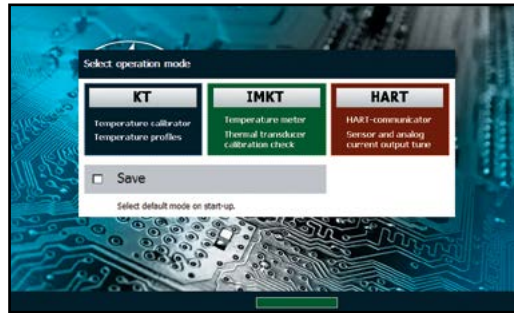 Select operation mode
KT
Temperature calibrator
Temperature profiles
IMKT
Temperature meter
Thermal transducer
calibration check
HART
HART-communicator
Sensor and analog
current output tune
Save
Select default mode on start-up.